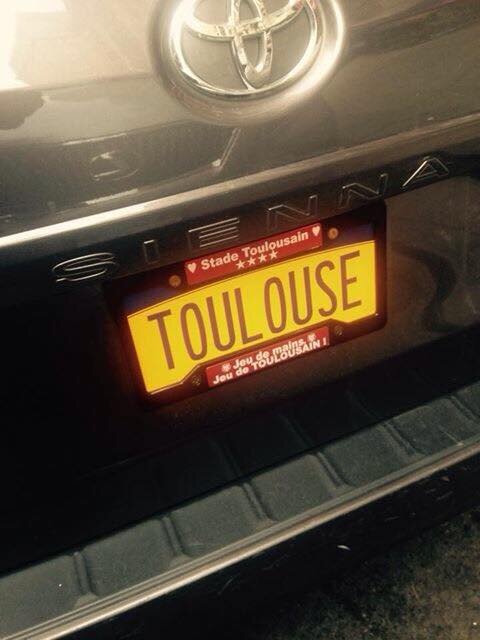 SIENNA
♥ Stade Toulousain ♥
★★★★
TOULOUSE
Jeu de mains,
Jeu de TOULOUSAIN !